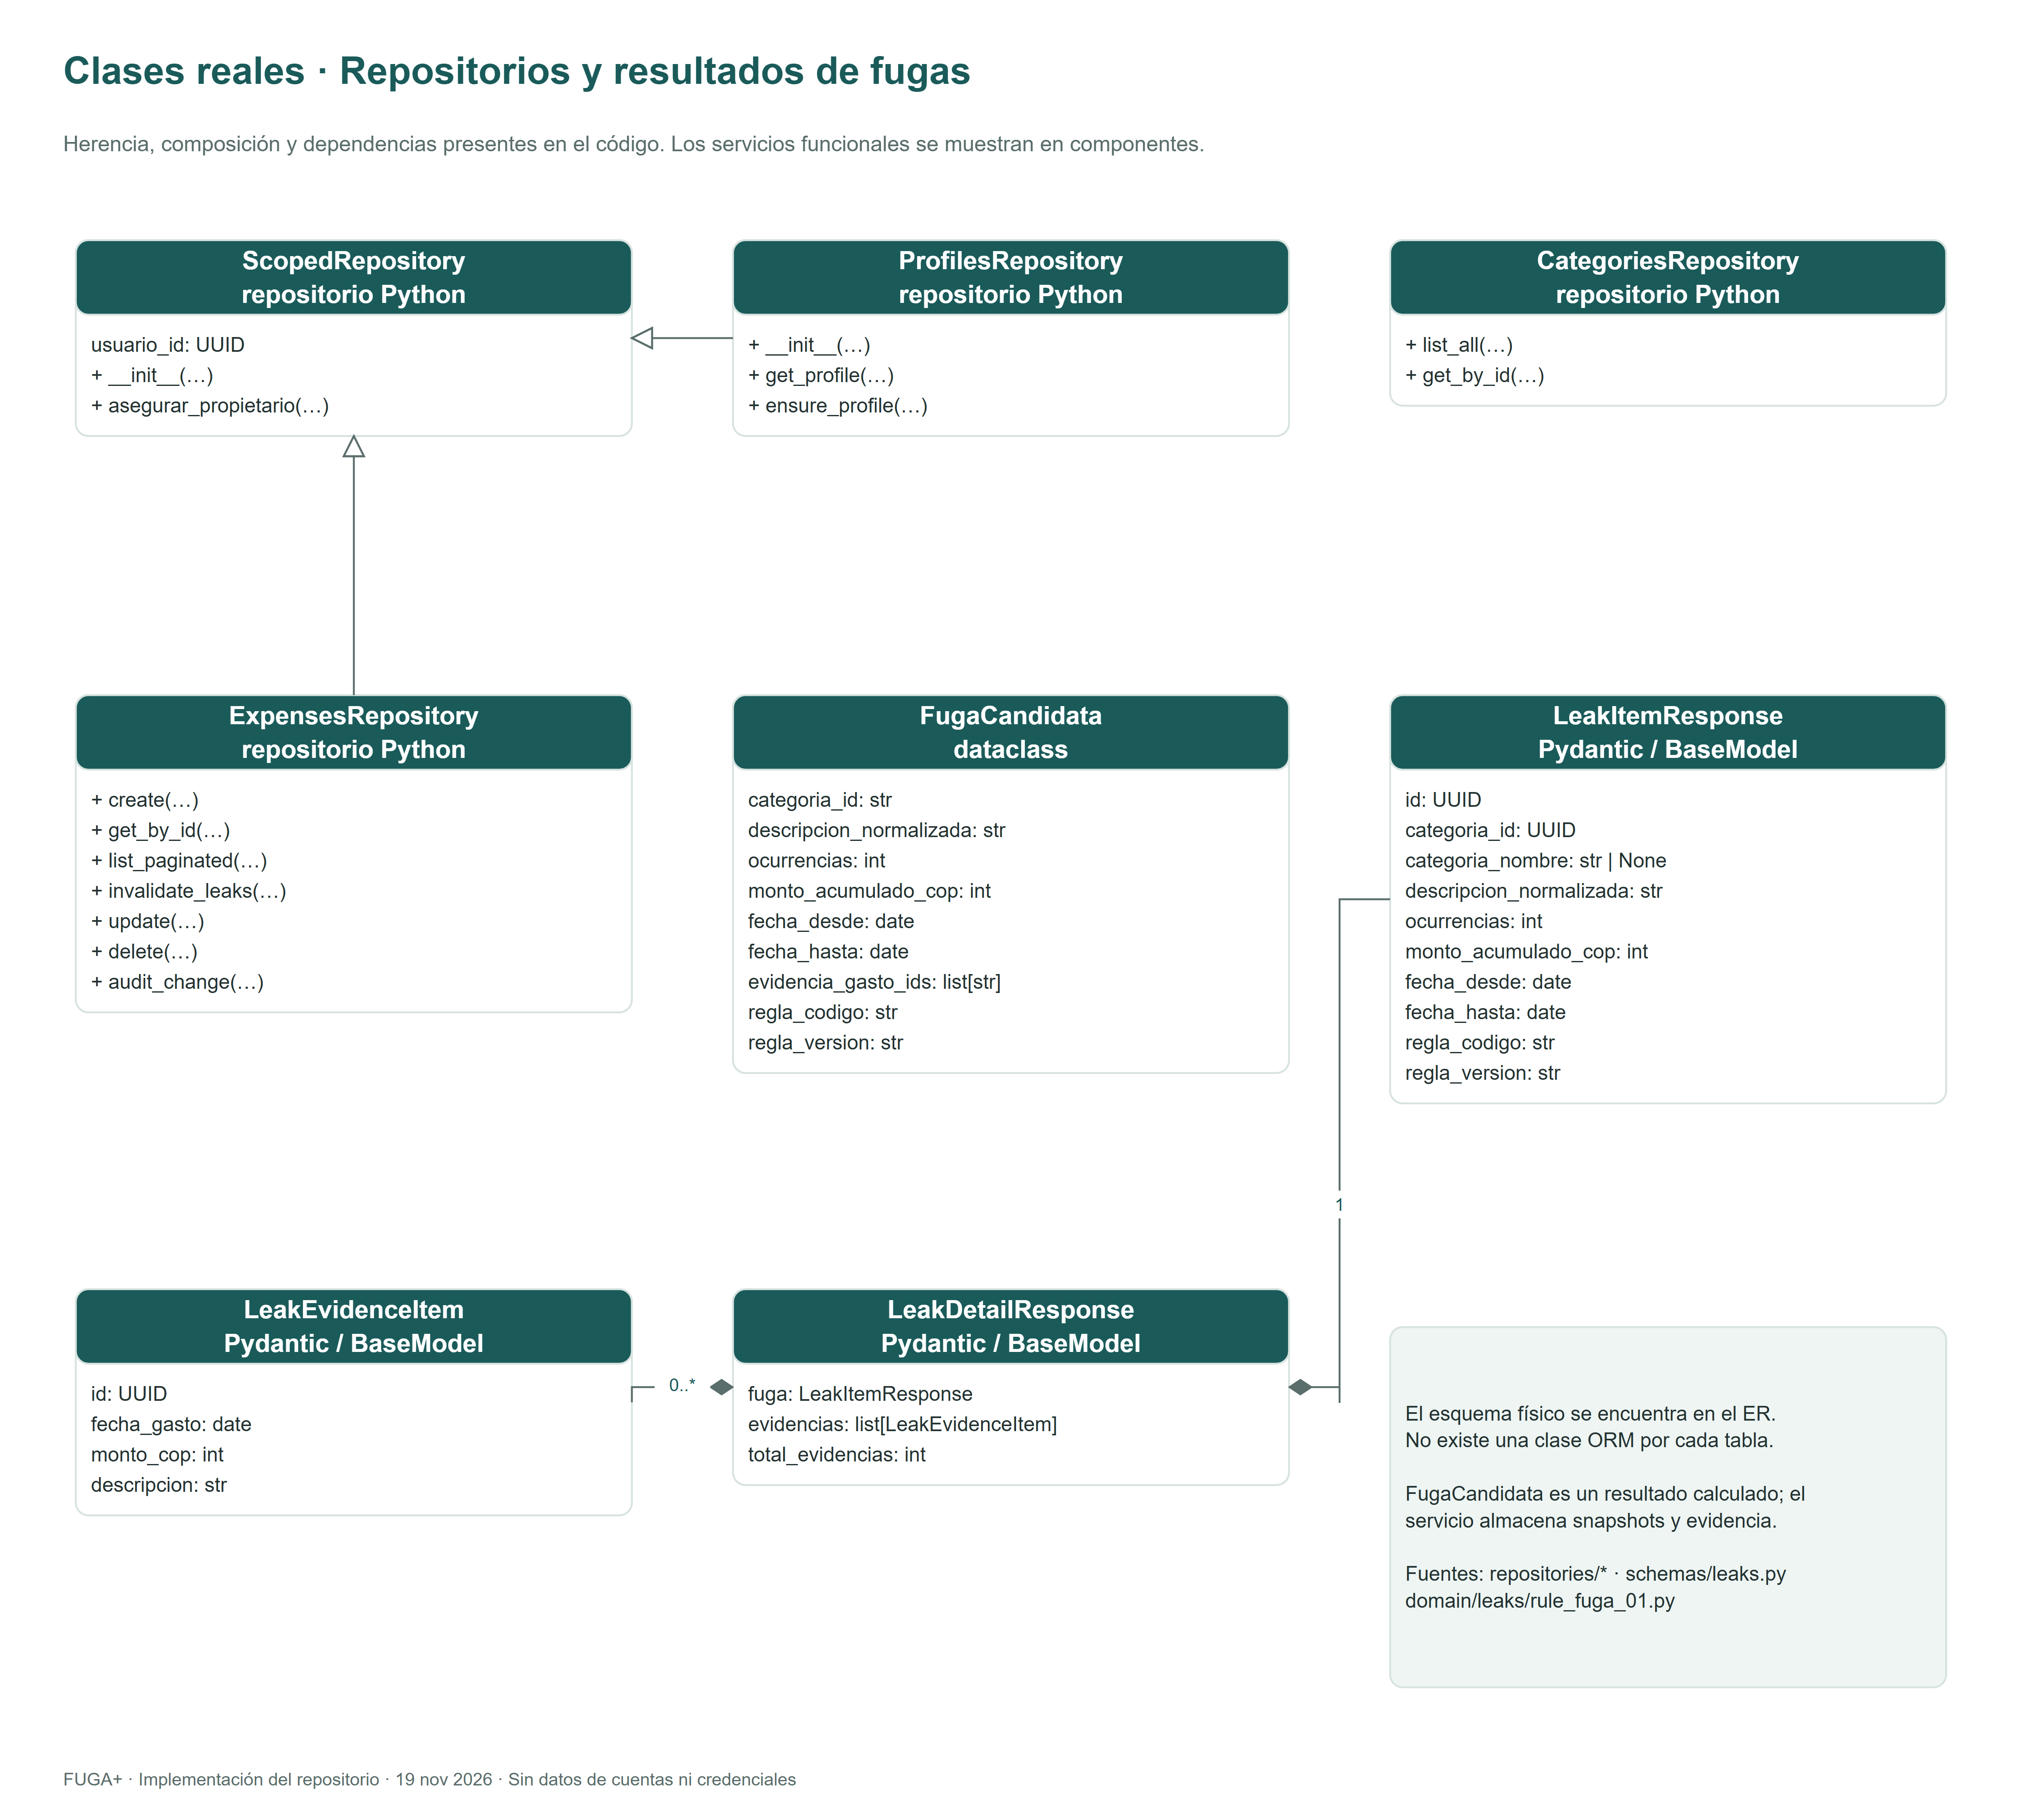 Clases reales · Repositorios y resultados de fugas
Herencia, composición y dependencias presentes en el código. Los servicios funcionales se muestran en componentes.
ScopedRepository
repositorio Python
usuario_id: UUID
+ __init__(…)
+ asegurar_propietario(…)
ProfilesRepository
repositorio Python
+ __init__(…)
+ get_profile(…)
+ ensure_profile(…)
CategoriesRepository
repositorio Python
+ list_all(…)
+ get_by_id(…)
ExpensesRepository
repositorio Python
+ create(…)
+ get_by_id(…)
+ list_paginated(…)
+ invalidate_leaks(…)
+ update(…)
+ delete(…)
+ audit_change(…)
FugaCandidata
dataclass
categoria_id: str
descripcion_normalizada: str
ocurrencias: int
monto_acumulado_cop: int
fecha_desde: date
fecha_hasta: date
evidencia_gasto_ids: list[str]
regla_codigo: str
regla_version: str
LeakItemResponse
Pydantic / BaseModel
id: UUID
categoria_id: UUID
categoria_nombre: str | None
descripcion_normalizada: str
ocurrencias: int
monto_acumulado_cop: int
fecha_desde: date
fecha_hasta: date
regla_codigo: str
regla_version: str
1
LeakEvidenceItem
Pydantic / BaseModel
id: UUID
fecha_gasto: date
monto_cop: int
descripcion: str
0..*
LeakDetailResponse
Pydantic / BaseModel
fuga: LeakItemResponse
evidencias: list[LeakEvidenceItem]
total_evidencias: int
El esquema físico se encuentra en el ER.
No existe una clase ORM por cada tabla.
FugaCandidata es un resultado calculado; el
servicio almacena snapshots y evidencia.
Fuentes: repositories/* · schemas/leaks.py
domain/leaks/rule_fuga_01.py
FUGA+ · Implementación del repositorio · 19 nov 2026 · Sin datos de cuentas ni credenciales